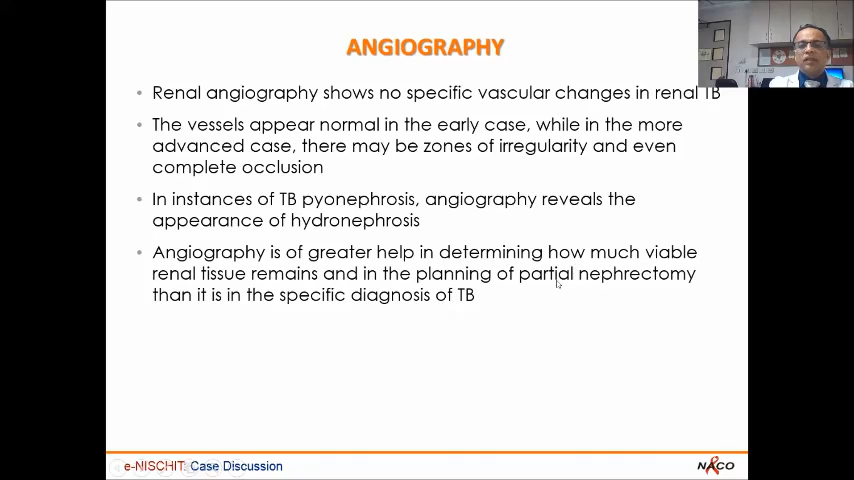 ANGIOGRAPHY
• Renal angiography shows no specific vascular changes in renal TB
• The vessels appear normal in the early case, while in the more
advanced case, there may be zones of irregularity and even
complete occlusion
• In instances of TB pyonephrosis, angiography reveals the
appearance of hydronephrosis
• Angiography is of greater help in determining how much viable
renal tissue remains and in the planning of partial nephrectomy
than it is in the specific diagnosis of TB
e-NISCHIT: Case Discussion
NACO